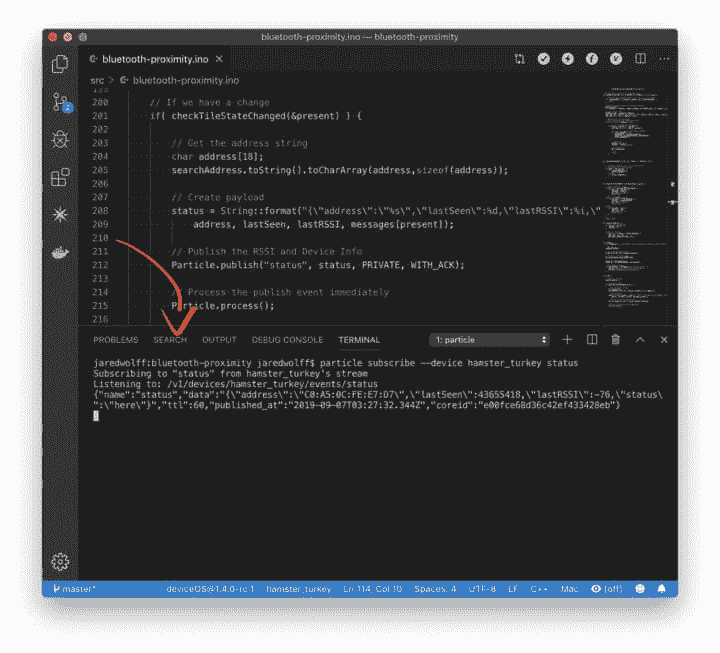 bluetooth-proximity.ino — bluetooth-proximity
bluetooth-proximity.ino
src > bluetooth-proximity.ino
199
200 // If we have a change
201 if( checkTileStateChanged(&present) ) {
202
203 // Get the address string
204 char address[18];
205 searchAddress.toString().toCharArray(address,sizeof(address));
206
207 // Create payload
208 status = String::format("{\"address\":\"%s\",\"lastSeen\":%d,\"lastRSSI\":%i,\"
209 address, lastSeen, lastRSSI, messages[present]);
210
211 // Publish the RSSI and Device Info
212 Particle.publish("status", status, PRIVATE, WITH_ACK);
213
214 // Process the publish event immediately
215 Particle.process();
216
PROBLEMS SEARCH OUTPUT DEBUG CONSOLE TERMINAL 1: particle
jaredwolff:bluetooth-proximity jaredwolff$ particle subscribe --device hamster_turkey status
Subscribing to "status" from hamster_turkey's stream
Listening to: /v1/devices/hamster_turkey/events/status
{"name":"status","data":"{\"address\":\"C0:A5:0C:FE:E7:D7\",\"lastSeen\":43655418,\"lastRSSI\":-76,\"status\
":\"here\"}","ttl":60,"published_at":"2019-09-07T03:27:32.344Z","coreid":"e00fce68d36c42ef433428eb"}
master* deviceOS@1.4.0-rc.1 hamster_turkey Ln 114, Col 10 Spaces: 4 UTF-8 LF C++ Mac (off)